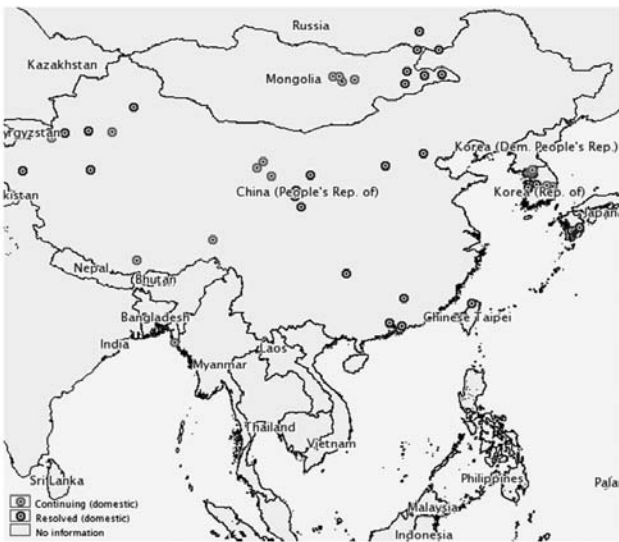 Russia
Kazakhstan
Mongolia
yrgyzstan
Korea (Dem. People's Rep.)
China (People's Rep. of)
Korea (Rep. of)
kistan
Japan
Nepal
Bhutan
Bangladesh
Chinese Taipei
India
Laos
Myanmar
Thailand
Vietnam
Sri Lanka
Philippines
Pala
Malaysia
Indonesia
Continuing (domestic)
Resolved (domestic)
No information